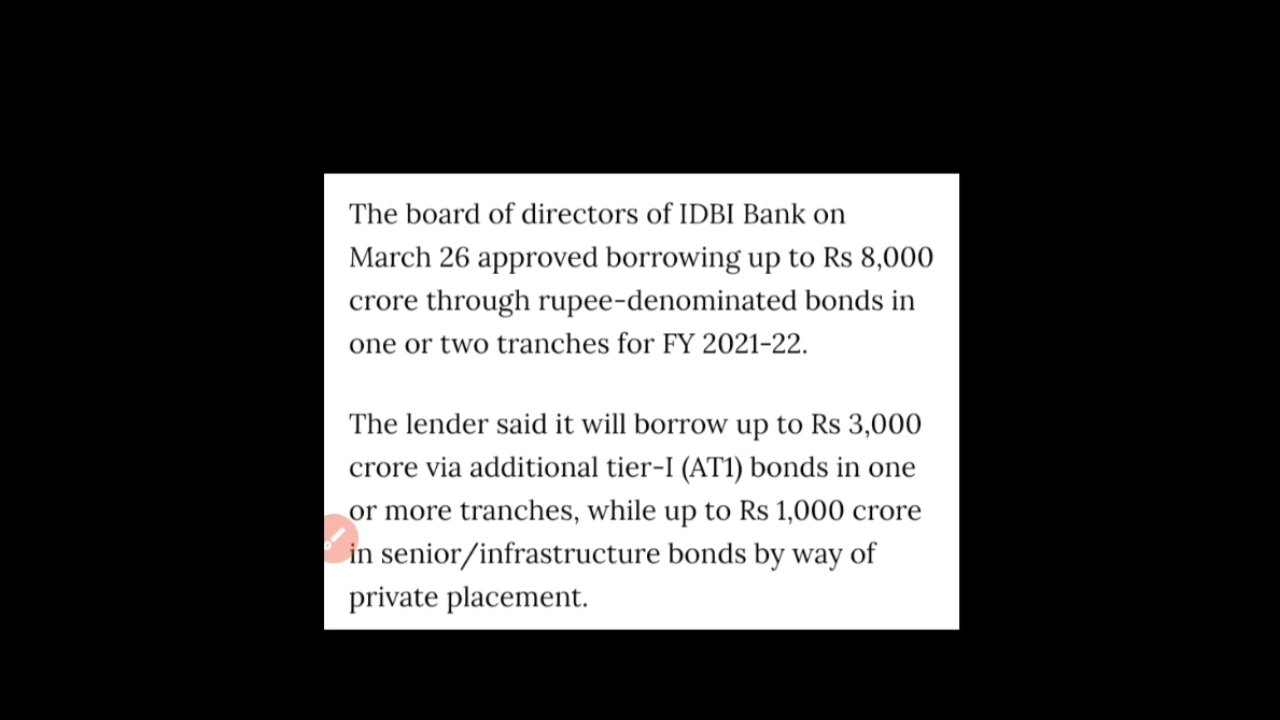 The board of directors of IDBI Bank on
March 26 approved borrowing up to Rs 8,000
crore through rupee-denominated bonds in
one or two tranches for FY 2021-22.
The lender said it will borrow up to Rs 3,000
crore via additional tier-I (AT1) bonds in one
or more tranches, while up to Rs 1,000 crore
in senior/infrastructure bonds by way of
private placement.